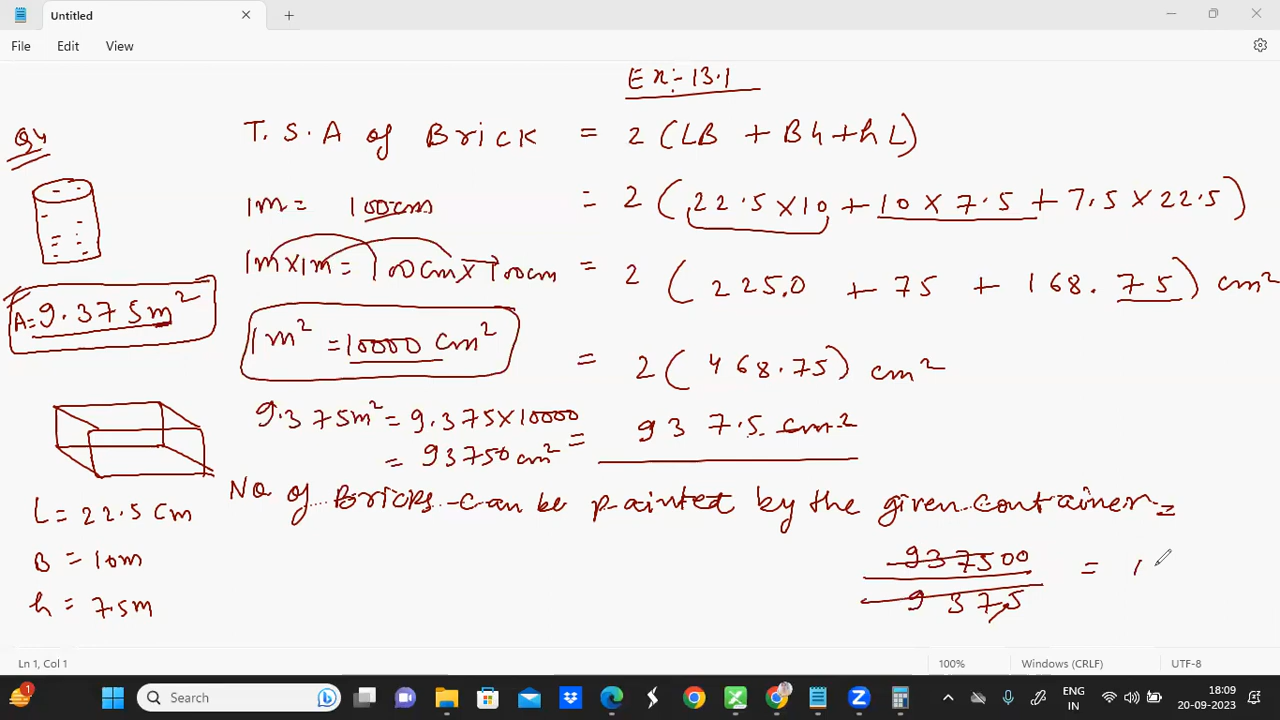 Untitled
File Edit View
Ex:- 13.1
Q4
T.S.A of Brick = 2 (LB + Bh + hL)
1m = 100cm
= 2 (22.5 X 10 + 10 X 7.5 + 7.5 X 22.5)
1m X 1m = 100cm X 100cm
= 2 (225.0 + 75 + 168.75) cm²
A = 9.375m²
1m² = 10000 cm²
= 2 (468.75) cm²
9.375m² = 9.375 X 10000
= 93750 cm²
= 937.5 cm²
L = 22.5 cm
B = 10m
h = 7.5m
No of Bricks can be painted by the given container =
937500
9375
= 1
Ln 1, Col 1 100% Windows (CRLF) UTF-8
1 Search ENG IN 18:09 20-09-2023